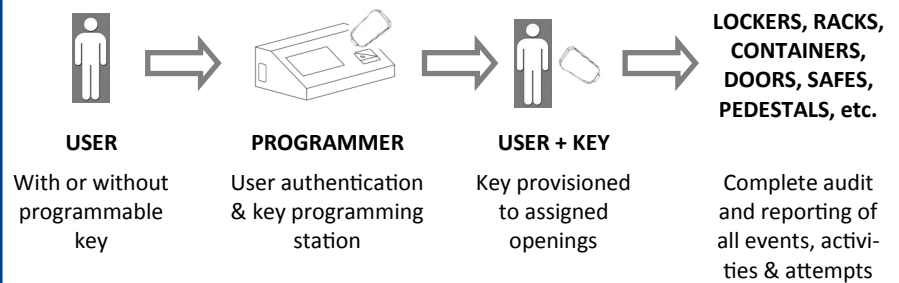 LOCKERS, RACKS,
CONTAINERS,
DOORS, SAFES,
PEDESTALS, etc.
USER
PROGRAMMER
USER + KEY
With or without
programmable
key
User authentication
& key programming
station
Key provisioned
to assigned
openings
Complete audit
and reporting of
all events, activi-
ties & attempts